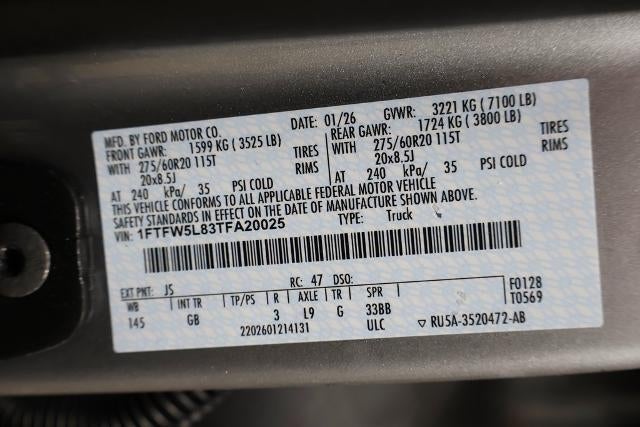 MFD. BY FORD MOTOR CO. DATE: 01/26 GVWR: 3221 KG ( 7100 LB)
FRONT GAWR: 1599 KG ( 3525 LB) REAR GAWR: 1724 KG ( 3800 LB)
WITH 275/60R20 115T TIRES WITH 275/60R20 115T TIRES
20x8.5J RIMS 20x8.5J RIMS
AT 240 kPa/ 35 PSI COLD AT 240 kPa/ 35 PSI COLD
THIS VEHICLE CONFORMS TO ALL APPLICABLE FEDERAL MOTOR VEHICLE
SAFETY STANDARDS IN EFFECT ON THE DATE OF MANUFACTURE SHOWN ABOVE.
VIN: 1FTFW5L83TFA20025 TYPE: Truck
EXT PNT: JS RC: 47 DSO: F0128
WB INT TR TP/PS R AXLE TR SPR T0569
145 GB 3 L9 G 33BB
2202601214131 ULC ▽ RU5A-3520472-AB